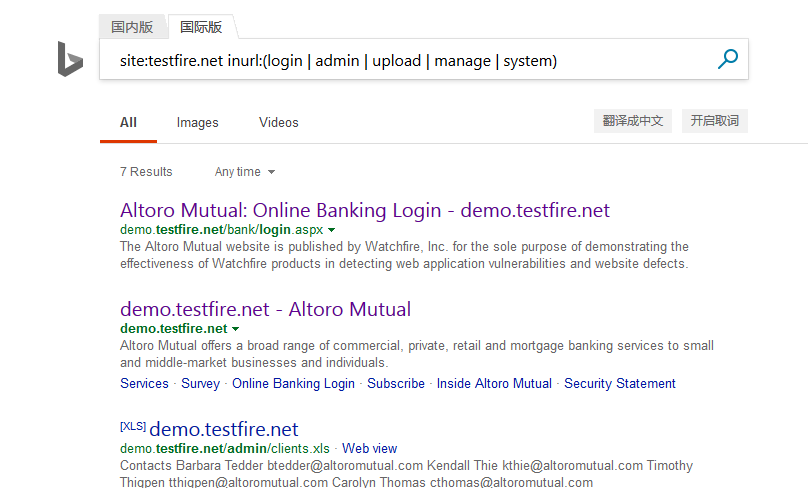 国内版 国际版
site:testfire.net inurl:(login | admin | upload | manage | system)
All Images Videos 翻译成中文 开启取词
7 Results Any time
Altoro Mutual: Online Banking Login - demo.testfire.net
demo.testfire.net/bank/login.aspx
The Altoro Mutual website is published by Watchfire, Inc. for the sole purpose of demonstrating the
effectiveness of Watchfire products in detecting web application vulnerabilities and website defects.
demo.testfire.net - Altoro Mutual
demo.testfire.net
Altoro Mutual offers a broad range of commercial, private, retail and mortgage banking services to small
and middle-market businesses and individuals.
Services · Survey · Online Banking Login · Subscribe · Inside Altoro Mutual · Security Statement
[XLS] demo.testfire.net
demo.testfire.net/admin/clients.xls · Web view
Contacts Barbara Tedder btedder@altoromutual.com Kendall Thie kthie@altoromutual.com Timothy
Thigpen tthigpen@altoromutual.com Carolyn Thomas cthomas@altoromutual.com